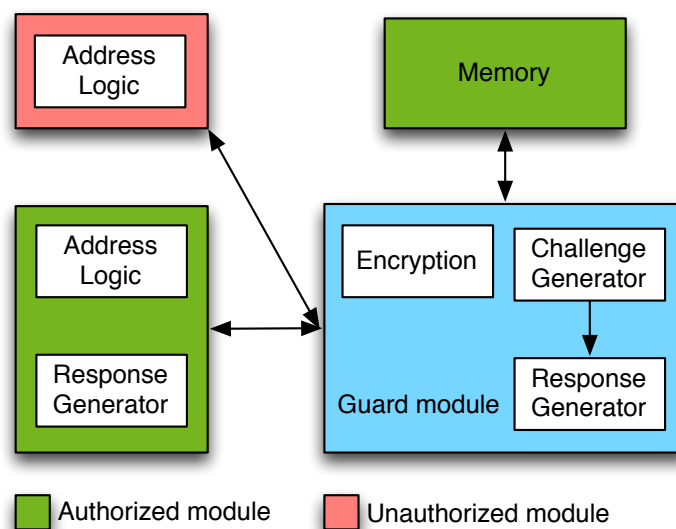 Address
Logic
Memory
Address
Logic
Response
Generator
Encryption
Challenge
Generator
Guard module
Response
Generator
Authorized module
Unauthorized module